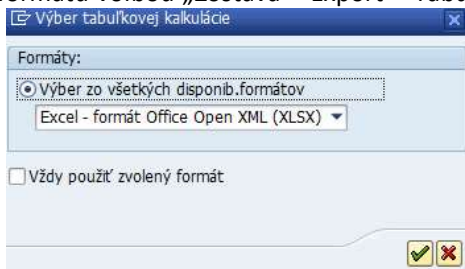 Výber tabuľkovej kalkulácie
Formáty:
Výber zo všetkých disponib.formátov
Excel - formát Office Open XML (XLSX)
Vždy použiť zvolený formát